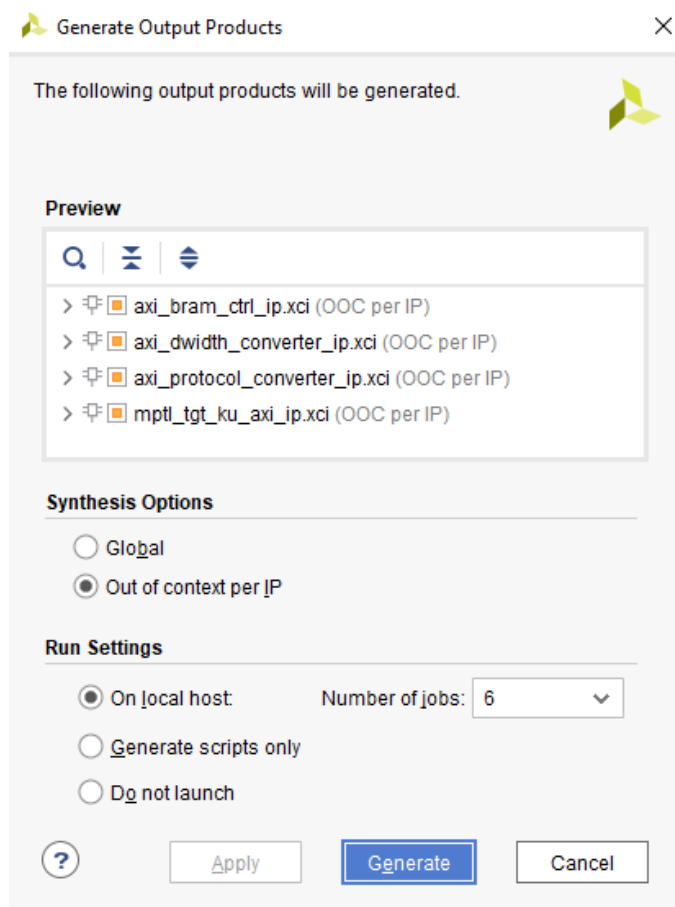 Generate Output Products
The following output products will be generated.
Preview
axi_bram_ctrl_ip.xci (OOC per IP)
axi_dwidth_converter_ip.xci (OOC per IP)
axi_protocol_converter_ip.xci (OOC per IP)
mptl_tgt_ku_axi_ip.xci (OOC per IP)
Synthesis Options
Global
Out of context per IP
Run Settings
On local host: Number of jobs: 6
Generate scripts only
Do not launch
? Apply Generate Cancel